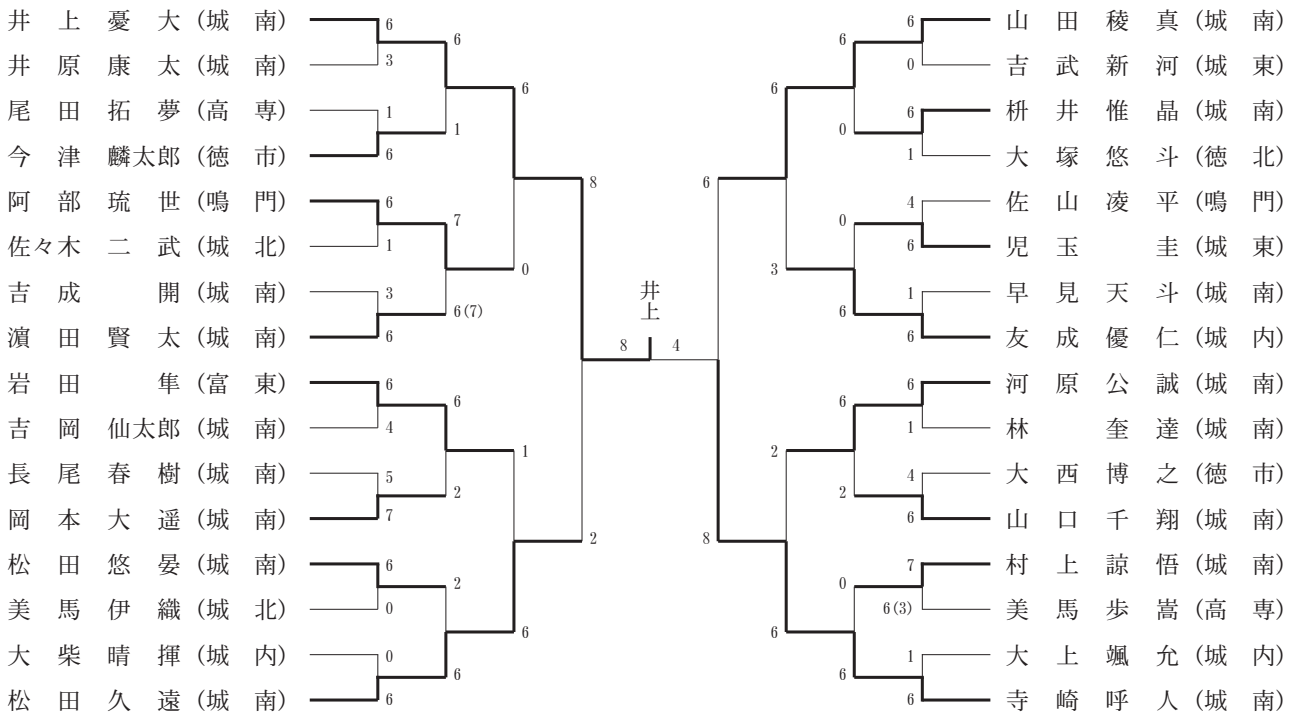 井上憂大(城南)
6
井原康太(城南)
3
6
尾田拓夢(高専)
1
今津麟太郎(徳市)
6
1
6
阿部琉世(鳴門)
6
佐々木二武(城北)
1
7
吉成開(城南)
3
濵田賢太(城南)
6
6(7)
0
8
岩田隼(富東)
6
吉岡仙太郎(城南)
4
6
長尾春樹(城南)
5
岡本大遥(城南)
7
2
1
松田悠晏(城南)
6
美馬伊織(城北)
0
2
大柴晴揮(城内)
0
松田久遠(城南)
6
6
6
2
井上
8
4
山田稜真(城南)
6
吉武新河(城東)
0
6
枡井惟晶(城南)
6
大塚悠斗(徳北)
1
0
6
佐山凌平(鳴門)
4
児玉圭(城東)
6
0
早見天斗(城南)
1
友成優仁(城内)
6
6
3
6
河原公誠(城南)
6
林奎達(城南)
1
6
大西博之(徳市)
4
山口千翔(城南)
6
2
2
村上諒悟(城南)
7
美馬歩嵩(高専)
6(3)
0
大上颯允(城内)
1
寺崎呼人(城南)
6
6
6
8